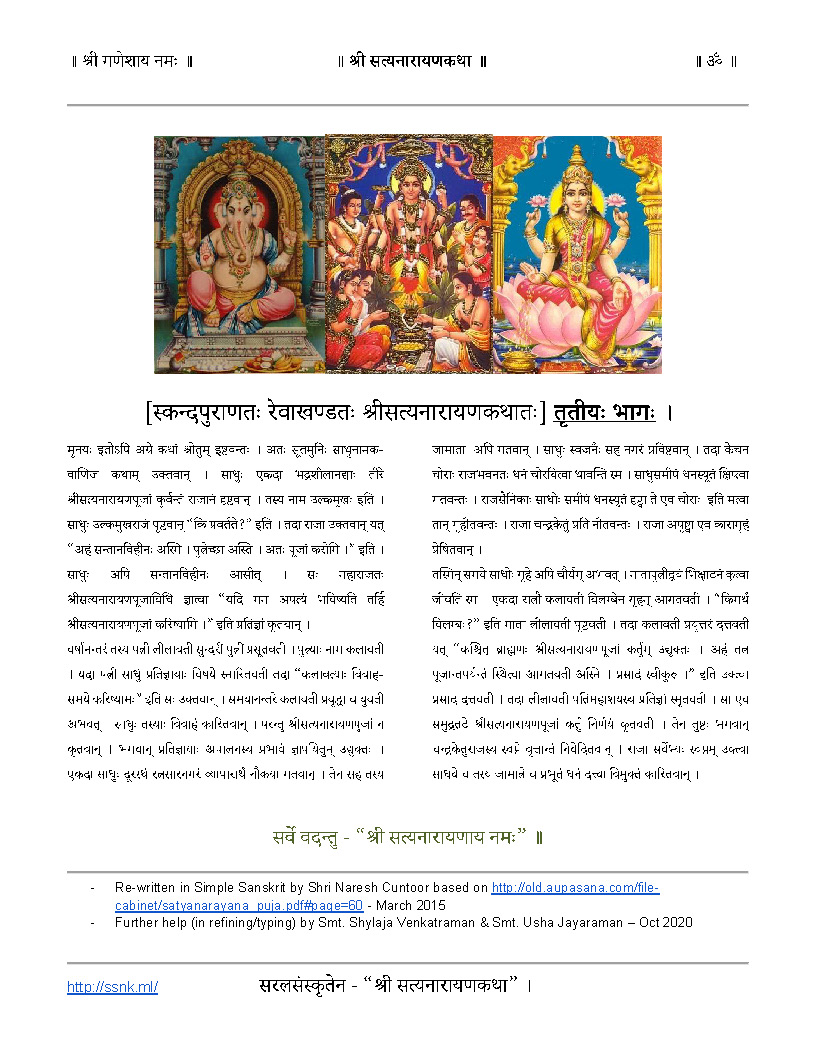 ॥ श्री गणेशाय नमः ॥
॥ श्री सत्यनारायणकथा ॥
॥ ॐ ॥
[स्कन्दपुराणतः रेवाखण्डतः श्रीसत्यनारायणकथातः] तृतीयः भागः ।
मुनयः इतोऽपि अग्रे कथां श्रोतुम् इष्टवन्तः । अतः सूतमुनिः साधुनामक-
वाणिजः कथाम् उक्तवान् । साधुः एकदा भद्रशीलानद्याः तीरे
श्रीसत्यनारायणपूजां कुर्वन्तं राजानं दृष्टवान् । तस्य नाम उल्कमुखः इति ।
साधुः उल्कमुखराजं पृष्टवान् “किं प्रवर्तते?” इति । तदा राजा उक्तवान् यत्
“अहं सन्तानविहीनः अस्मि । पुत्रेच्छा अस्ति । अतः पूजां करोमि ।” इति ।
साधुः अपि सन्तानविहीनः आसीत् । सः महाराजतः
श्रीसत्यनारायणपूजाविधिं ज्ञात्वा “यदि मम अपत्यं भविष्यति तर्हि
श्रीसत्यनारायणपूजां करिष्यामि ।” इति प्रतिज्ञां कृतवान् ।
वर्षानन्तरं तस्य पत्नी लीलावती सुन्दरीं पुत्रीं प्रसूतवती । पुत्र्याः नाम कलावती
। यदा पत्नी साधुं प्रतिज्ञायाः विषये स्मारितवती तदा “कलावत्याः विवाह-
समये करिष्यामः” इति सः उक्तवान् । समयानन्तरं कलावती प्रवृद्धा च युवती
अभवत् । साधुः तस्याः विवाहं कारितवान् । परन्तु श्रीसत्यनारायणपूजां न
कृतवान् । भगवान् प्रतिज्ञायाः अपालनस्य प्रभावं ज्ञापयितुम् उद्युक्तः ।
एकदा साधुः दूरस्थं रत्नसारनगरं व्यापारार्थं नौकया गतवान् । तेन सह तस्य
जामाता अपि गतवान् । साधुः स्वजनैः सह नगरं प्रविष्टवान् । तदा केचन
चोराः राजभवनतः धनं चोरयित्वा धावन्ति स्म । साधुसमीपं धनस्यूतं क्षिप्त्वा
गतवन्तः । राजसैनिकाः साधोः समीपं धनस्यूतं दृष्ट्वा ते एव चोराः इति मत्वा
तान् गृहीतवन्तः । राजा चन्द्रकेतुं प्रति नीतवन्तः । राजा अपृष्ट्वा एव कारागृहं
प्रेषितवान् ।
तस्मिन् समये साधोः गृहे अपि चौर्यम् अभवत् । मातापुत्रीद्वयं भिक्षाटनं कृत्वा
जीवति स्म । एकदा रात्रौ कलावती विलम्बेन गृहम् आगतवती । “किमर्थं
विलम्बः?” इति माता लीलावती पृष्टवती । तदा कलावती प्रत्युत्तरं दत्तवती
यत् “कश्चित् ब्राह्मणः श्रीसत्यनारायणपूजां कर्तुम् उद्युक्तः । अहं तत्र
पूजान्तपर्यन्तं स्थित्वा आगतवती अस्मि । प्रसादं स्वीकुरु ।” इति उक्त्वा
प्रसादं दत्तवती । तदा लीलावती पतिमहाशयस्य प्रतिज्ञां स्मृतवती । सा एव
समुद्रतटे श्रीसत्यनारायणपूजां कर्तुं निर्णयं कृतवती । तेन तुष्टः भगवान्
चन्द्रकेतुराजस्य स्वप्ने वृत्तान्तं निवेदितवान् । राजा सर्वेभ्यः स्वप्नम् उक्त्वा
साधवे च तस्य जामात्रे च प्रभूतं धनं दत्त्वा विमुक्तं कारितवान् ।
सर्वे वदन्तु - “श्री सत्यनारायणाय नमः” ॥
- Re-written in Simple Sanskrit by Shri Naresh Cuntoor based on http://old.aupasana.com/file-
cabinet/satyanarayana_puja.pdf#page=60 - March 2015
- Further help (in refining/typing) by Smt. Shylaja Venkatraman & Smt. Usha Jayaraman – Oct 2020
http://ssnk.ml/
सरलसंस्कृतेन - “श्री सत्यनारायणकथा” ।